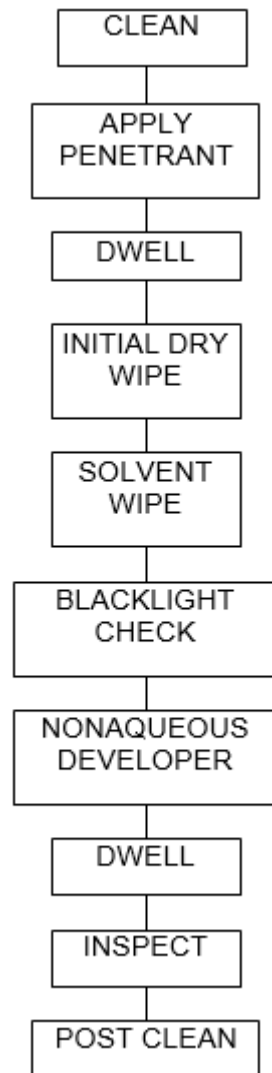 CLEAN
APPLY
PENETRANT
DWELL
INITIAL DRY
WIPE
SOLVENT
WIPE
BLACKLIGHT
CHECK
NONAQUEOUS
DEVELOPER
DWELL
INSPECT
POST CLEAN